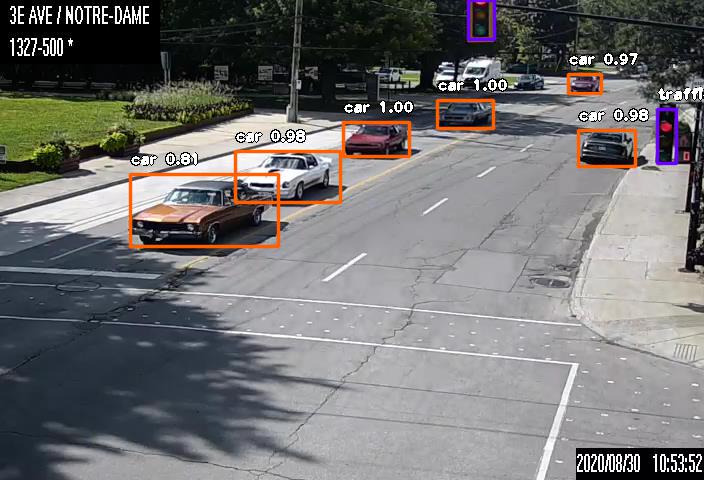 3E AVE / NOTRE-DAME
1327-500 *
car 0.97
car 1.00
traffi
car 1.00
car 0.98
car 0.98
car 0.81
2020/08/30 10:53:52